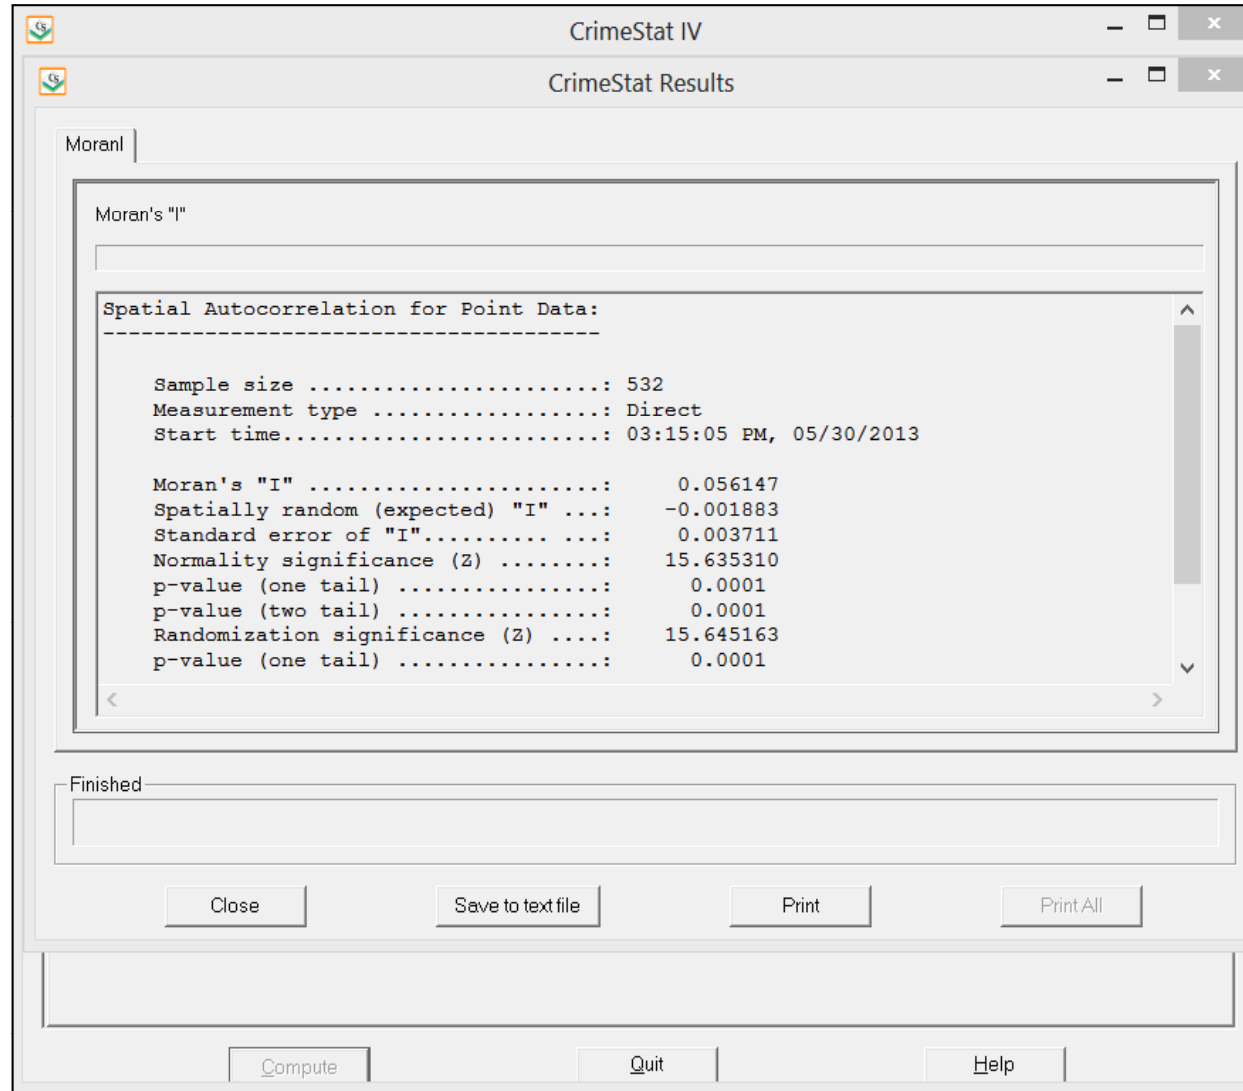 CrimeStat IV
CrimeStat Results
MoranI
Moran's "I"
Spatial Autocorrelation for Point Data:
---------------------------------------
Sample size .......................: 532
Measurement type ..................: Direct
Start time.........................: 03:15:05 PM, 05/30/2013
Moran's "I" .......................: 0.056147
Spatially random (expected) "I" ...: -0.001883
Standard error of "I".......... ...: 0.003711
Normality significance (Z) ........: 15.635310
p-value (one tail) ................: 0.0001
p-value (two tail) ................: 0.0001
Randomization significance (Z) ....: 15.645163
p-value (one tail) ................: 0.0001
Finished
Close Save to text file Print Print All
Compute Quit Help